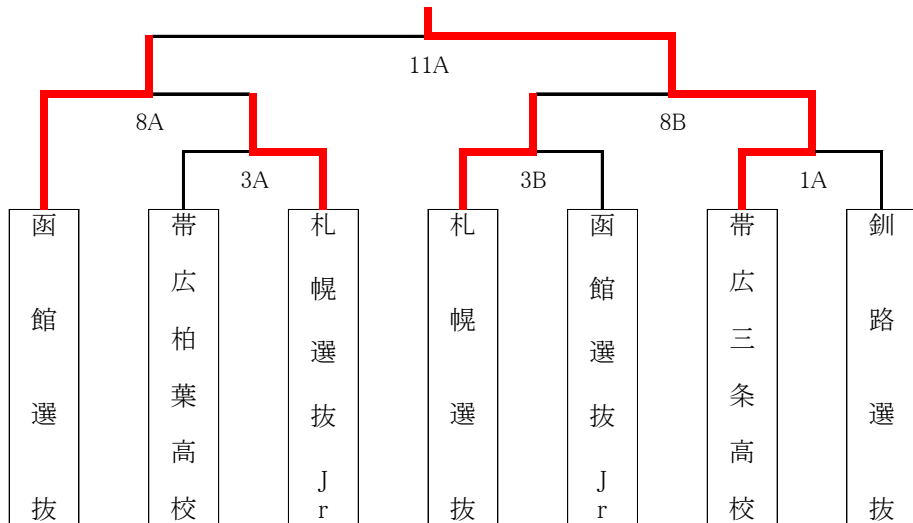 11A
8A
8B
3A
3B
1A
函館選抜
帯広柏葉高校
札幌選抜Jr
札幌選抜
函館選抜Jr
帯広三条高校
釧路選抜